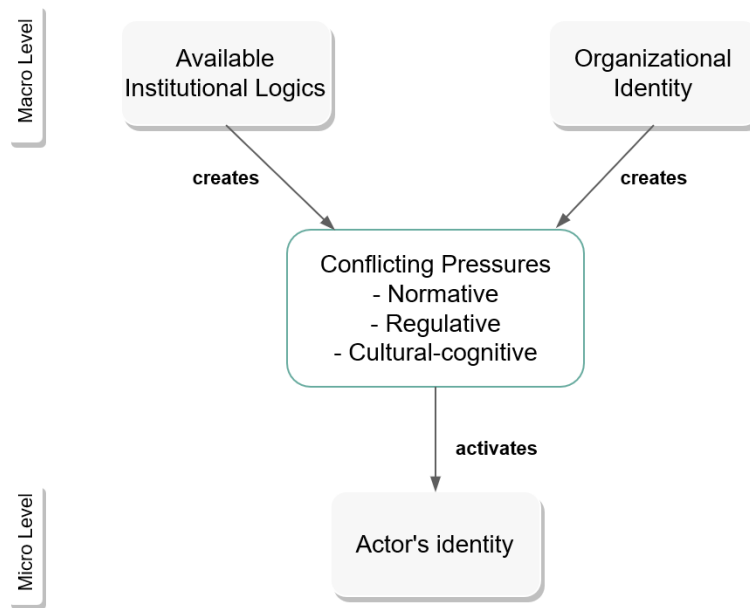 Macro Level
Available
Institutional Logics
Organizational
Identity
creates
creates
Conflicting Pressures
- Normative
- Regulative
- Cultural-cognitive
activates
Micro Level
Actor's identity